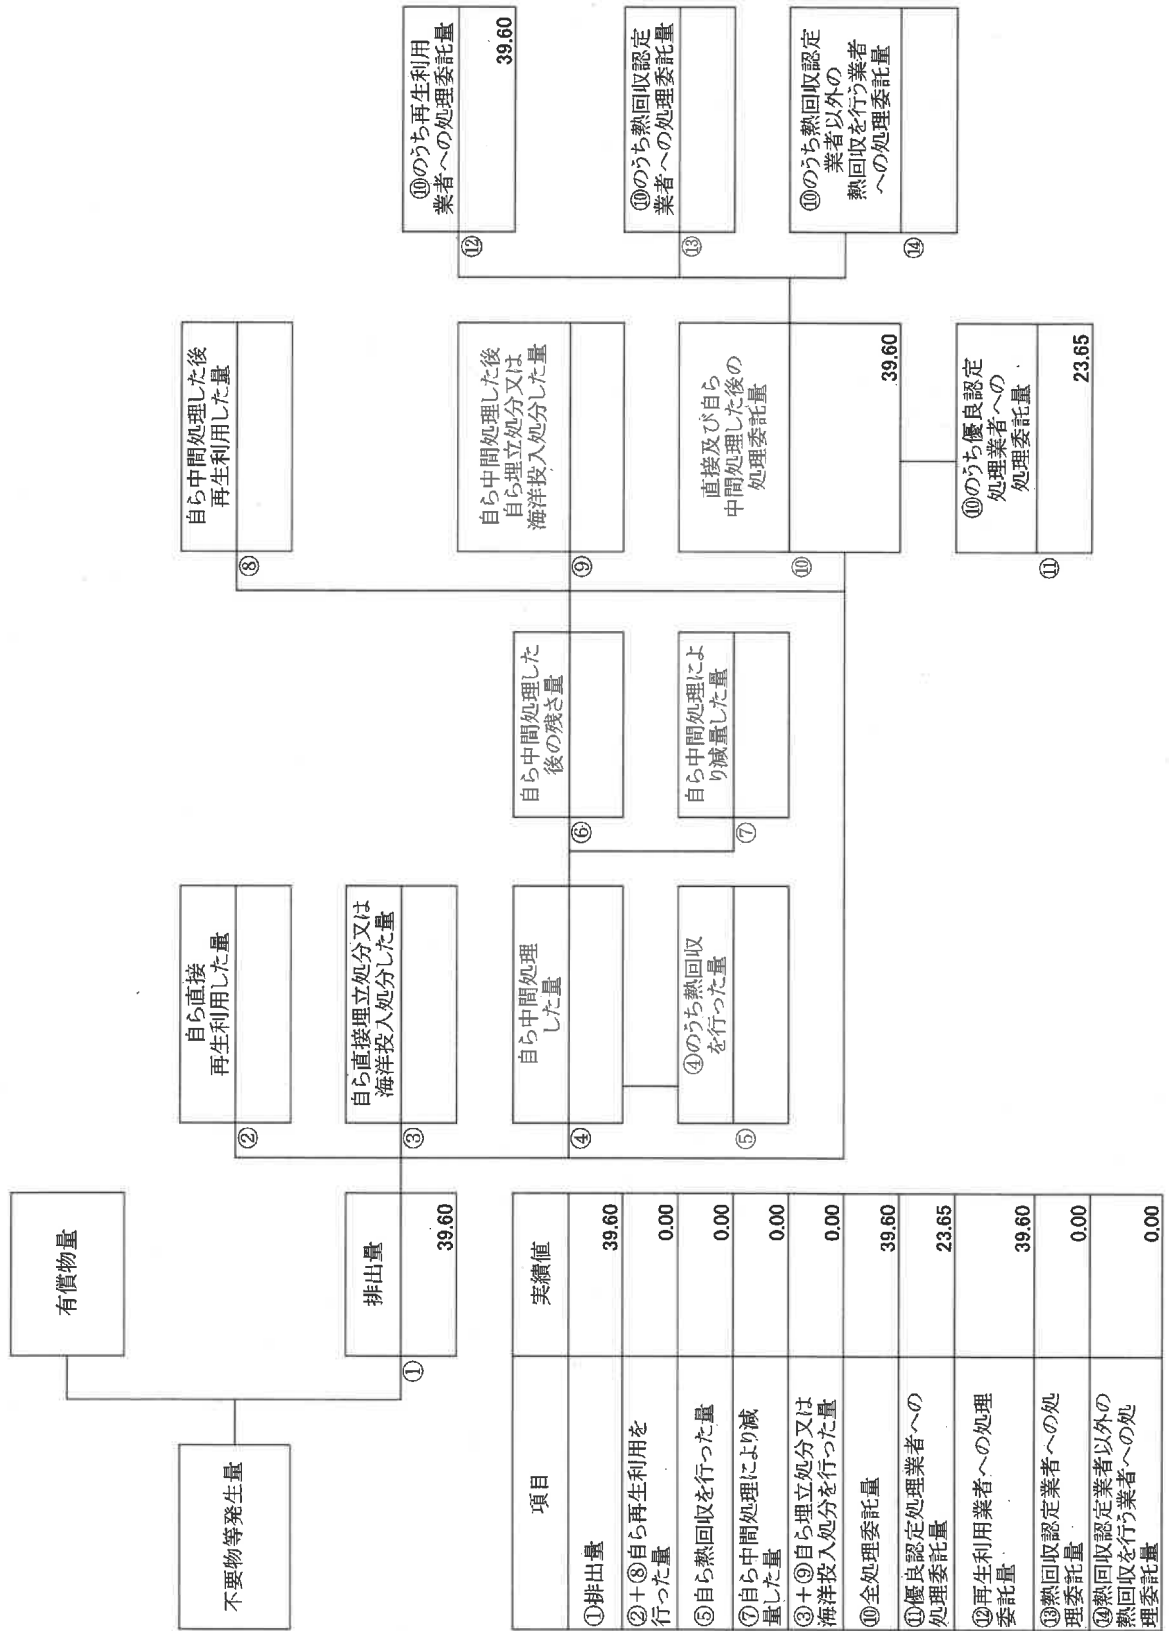 不要物等発生量
有償物量
排出量
①
39.60
自ら直接
再生利用した量
②
自ら直接埋立処分又は
海洋投入処分した量
③
自ら中間処理
した量
④
④のうち熱回収
を行った量
⑤
自ら中間処理した
後の残さ量
⑥
自ら中間処理によ
り減量した量
⑦
自ら中間処理した後
再生利用した量
⑧
自ら中間処理した後
自ら埋立処分又は
海洋投入処分した量
⑨
直接及び自ら
中間処理した後の
処理委託量
⑩
39.60
⑩のうち優良認定
処理業者への
処理委託量
⑪
23.65
⑩のうち再生利用
業者への処理委託量
⑫
39.60
⑩のうち熱回収認定
業者への処理委託量
⑬
⑩のうち熱回収認定
業者以外の
熱回収を行う業者
への処理委託量
⑭
項目
実績値
①排出量
39.60
②+⑧自ら再生利用を
行った量
0.00
⑤自ら熱回収を行った量
0.00
⑦自ら中間処理により減
量した量
0.00
③+⑨自ら埋立処分又は
海洋投入処分を行った量
0.00
⑩全処理委託量
39.60
⑪優良認定処理業者への
処理委託量
23.65
⑫再生利用業者への処理
委託量
39.60
⑬熱回収認定業者への処
理委託量
0.00
⑭熱回収認定業者以外の
熱回収を行う業者への処
理委託量
0.00